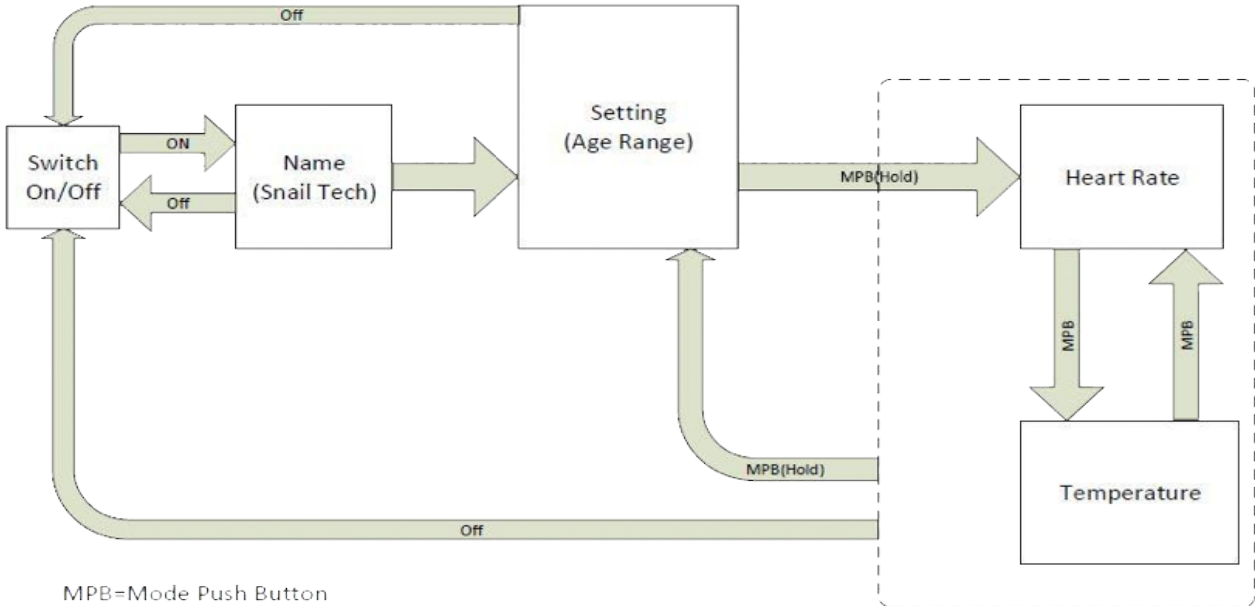 Off
Switch
On/Off
ON
Off
Name
(Snail Tech)
Setting
(Age Range)
MPB(Hold)
Heart Rate
MPB
MPB
MPB(Hold)
Temperature
Off
MPB=Mode Push Button